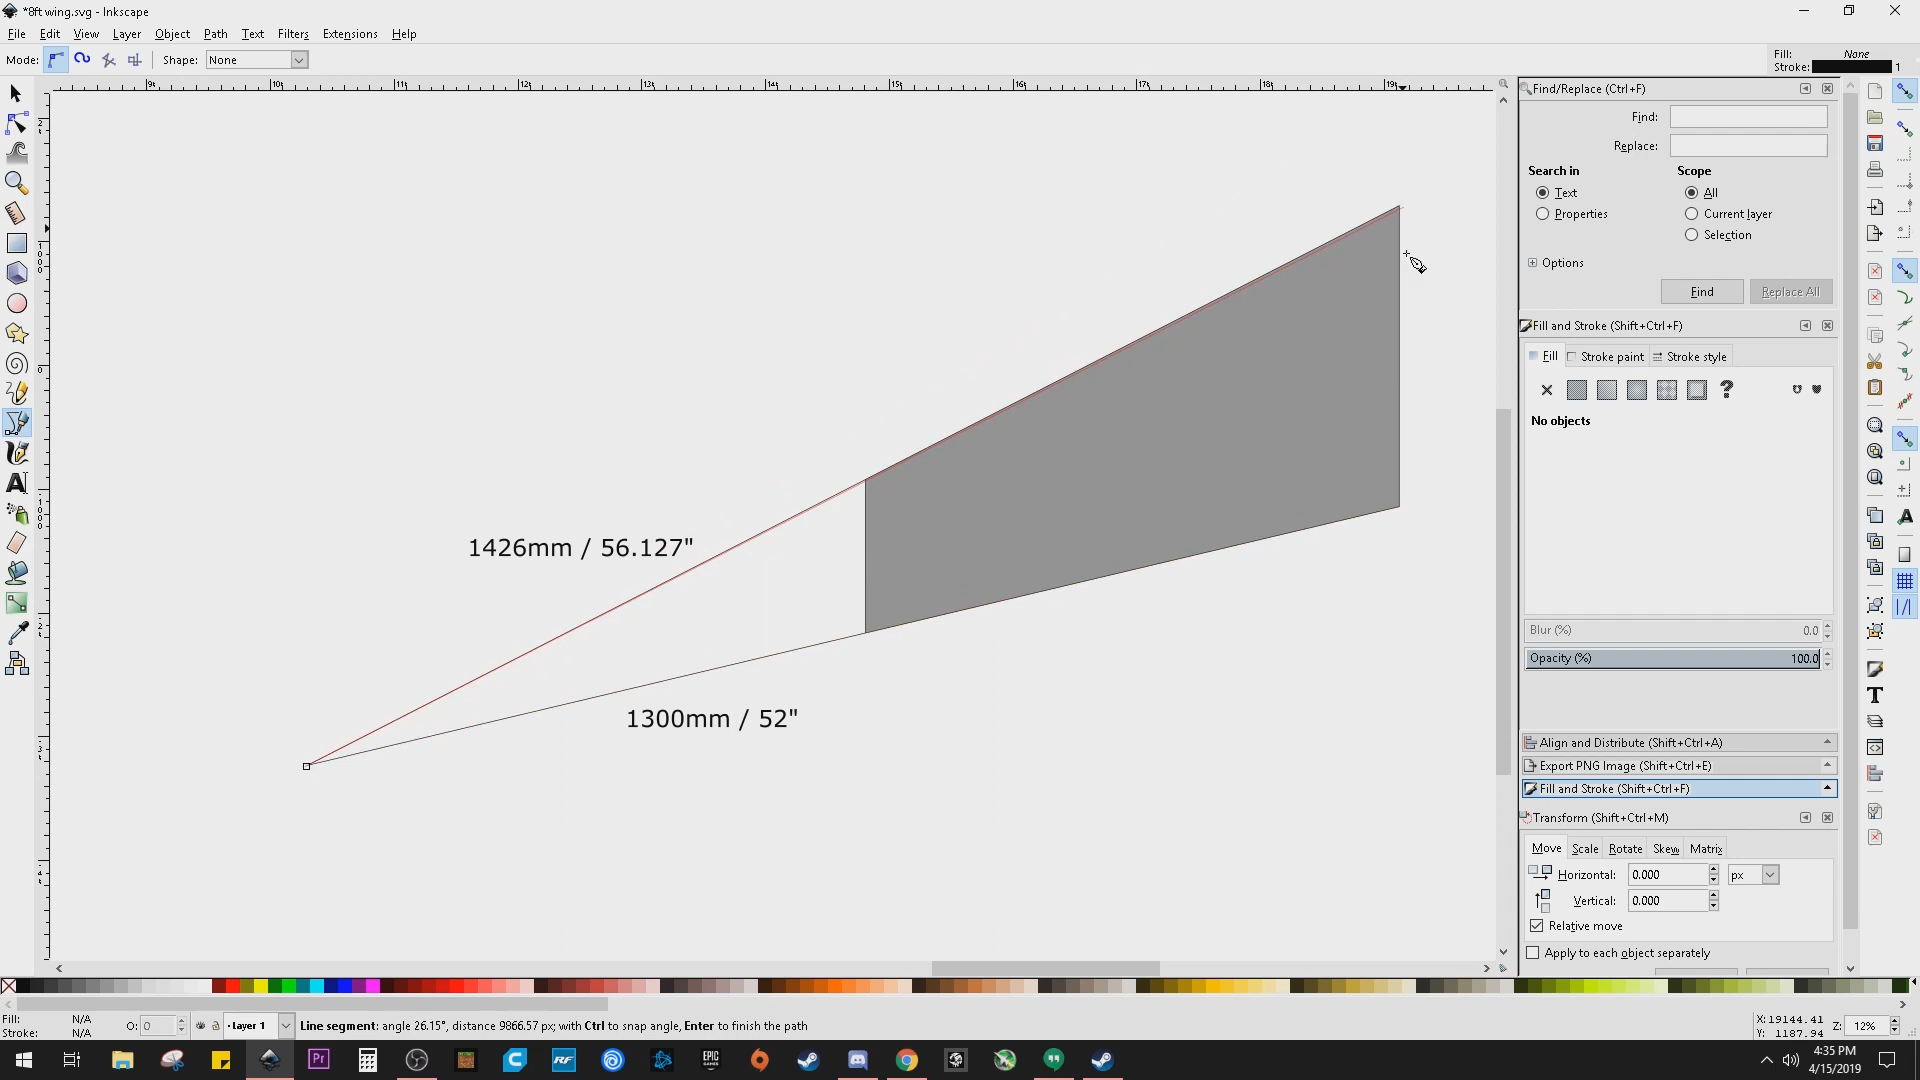 *8ft wing.svg - Inkscape
File Edit View Layer Object Path Text Filters Extensions Help
Mode: Shape: None
Fill: None
Stroke: 1
Find/Replace (Ctrl+F)
Find:
Replace:
Search in Scope
Text All
Properties Current layer
Selection
Options
Find Replace All
Fill and Stroke (Shift+Ctrl+F)
Fill Stroke paint Stroke style
?
No objects
1426mm / 56.127"
1300mm / 52"
Blur (%) 0.0
Opacity (%) 100.0
Align and Distribute (Shift+Ctrl+A)
Export PNG Image (Shift+Ctrl+E)
Fill and Stroke (Shift+Ctrl+F)
Transform (Shift+Ctrl+M)
Move Scale Rotate Skew Matrix
Horizontal: 0.000 px
Vertical: 0.000
Relative move
Apply to each object separately
Fill: N/A
Stroke: N/A
O: 0
Layer 1
Line segment: angle 26.15°, distance 9866.57 px; with Ctrl to snap angle, Enter to finish the path
X: 19144.41
Y: 1187.94
Z: 12%
Pr
RF
EPIC GAMES
4:35 PM
4/15/2019